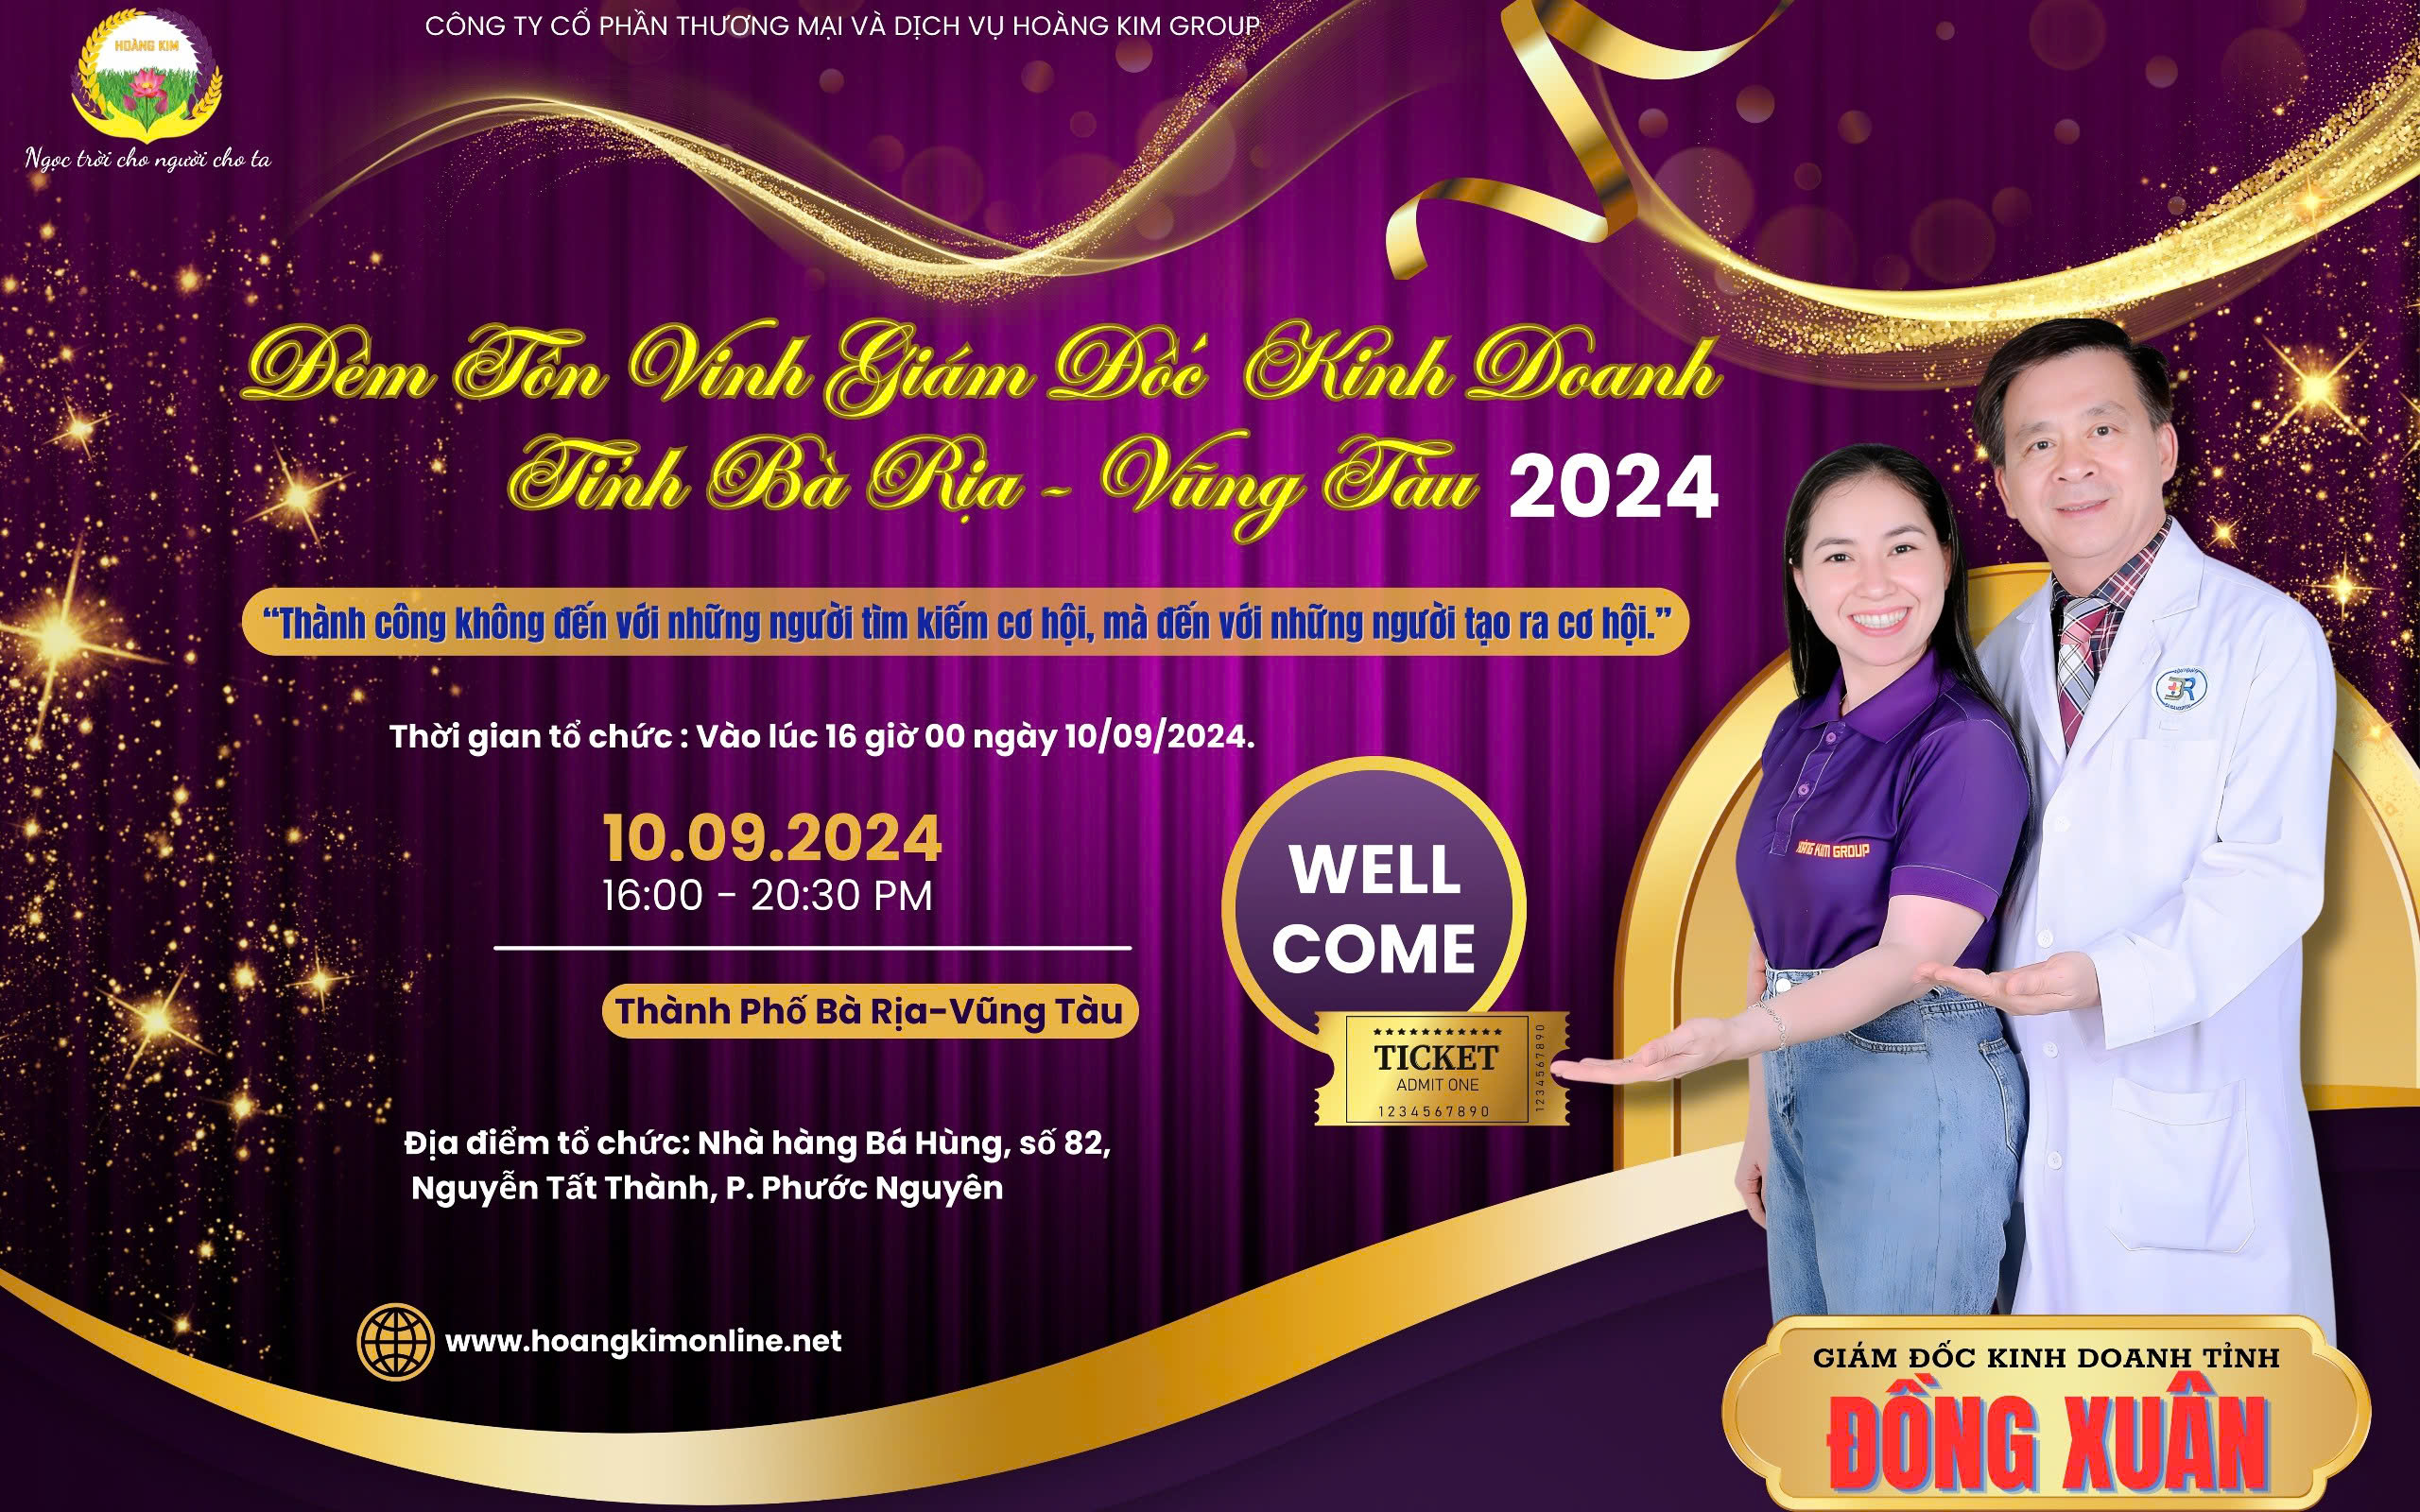 CÔNG TY CỔ PHẦN THƯƠNG MẠI VÀ DỊCH VỤ HOÀNG KIM GROUP
HOÀNG KIM
Ngọc trời cho người cho ta
Đêm Tôn Vinh Giám Đốc Kinh Doanh
Tỉnh Bà Rịa - Vũng Tàu 2024
“Thành công không đến với những người tìm kiếm cơ hội, mà đến với những người tạo ra cơ hội.”
Thời gian tổ chức : Vào lúc 16 giờ 00 ngày 10/09/2024.
10.09.2024
16:00 - 20:30 PM
Thành Phố Bà Rịa-Vũng Tàu
WELL
COME
TICKET
ADMIT ONE
1234567890
1234567890
HOÀNG KIM GROUP
Địa điểm tổ chức: Nhà hàng Bá Hùng, số 82,
Nguyễn Tất Thành, P. Phước Nguyên
www.hoangkimonline.net
GIÁM ĐỐC KINH DOANH TỈNH
ĐỒNG XUÂN